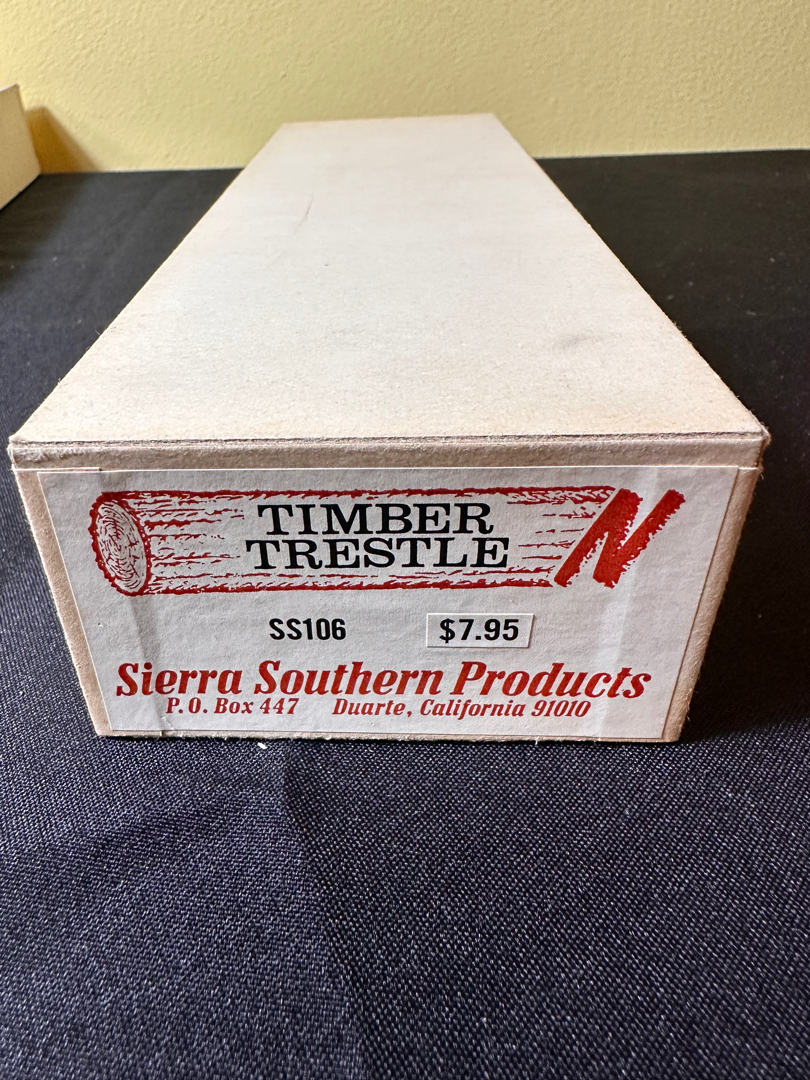 TIMBER
TRESTLE N
SS106 $7.95
Sierra Southern Products
P.O. Box 447 Duarte, California 91010